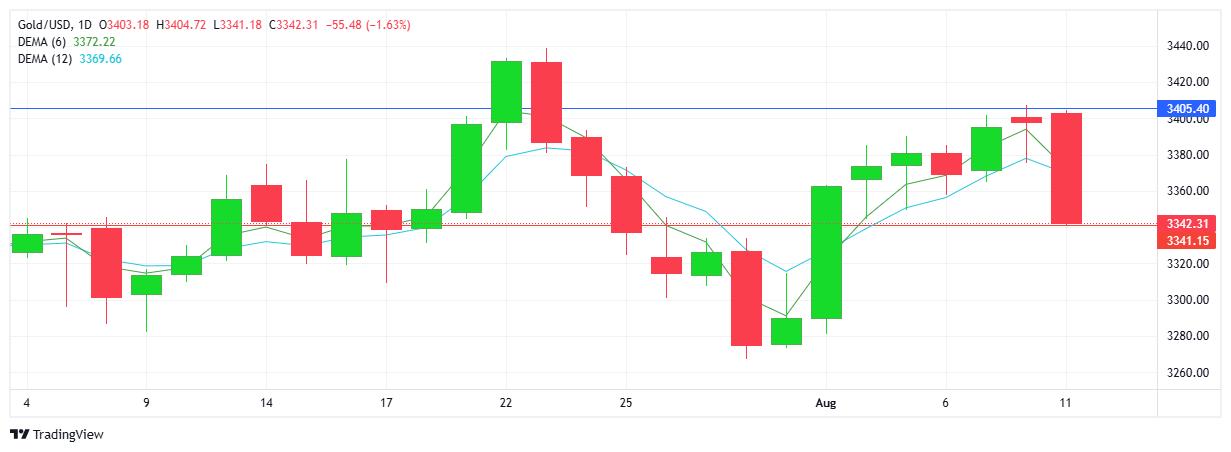 Gold/USD, 1D O3403.18 H3404.72 L3341.18 C3342.31 −55.48 (−1.63%)
DEMA (6) 3372.22
DEMA (12) 3369.66
3440.00
3420.00
3405.40
3400.00
3380.00
3360.00
3342.31
3341.15
3320.00
3300.00
3280.00
3260.00
4 9 14 17 22 25 Aug 6 11
TradingView